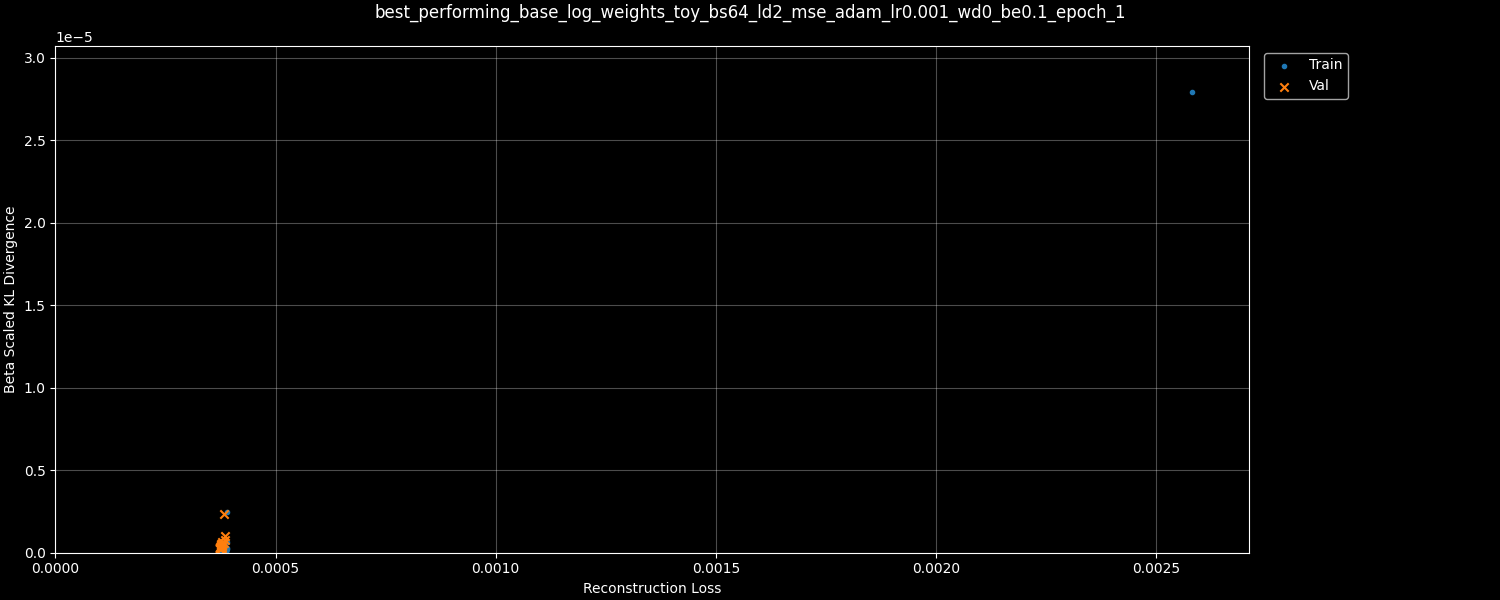 best_performing_base_log_weights_toy_bs64_ld2_mse_adam_lr0.001_wd0_be0.1_epoch_1
1e−5
3.0
2.5
2.0
1.5
1.0
0.5
0.0
Beta Scaled KL Divergence
0.0000 0.0005 0.0010 0.0015 0.0020 0.0025
Reconstruction Loss
Train
Val